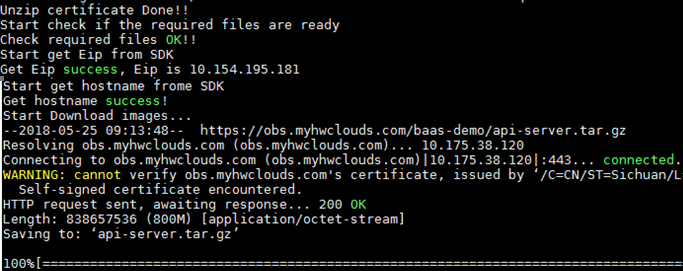 Unzip certificate Done!!
Start check if the required files are ready
Check required files OK!!
Start get Eip from SDK
Get Eip success, Eip is 10.154.195.181
Start get hostname frome SDK
Get hostname success!
Start Download images...
--2018-05-25 09:13:48--  https://obs.myhwclouds.com/baas-demo/api-server.tar.gz
Resolving obs.myhwclouds.com (obs.myhwclouds.com)... 10.175.38.120
Connecting to obs.myhwclouds.com (obs.myhwclouds.com)|10.175.38.120|:443... connected.
WARNING: cannot verify obs.myhwclouds.com's certificate, issued by ‘/C=CN/ST=Sichuan/L
Self-signed certificate encountered.
HTTP request sent, awaiting response... 200 OK
Length: 838657536 (800M) [application/octet-stream]
Saving to: ‘api-server.tar.gz’
100%[==================================================================================